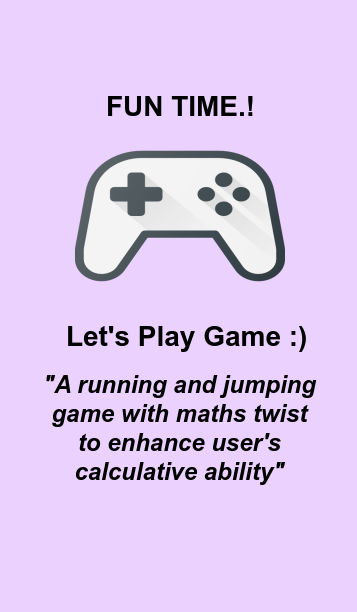 FUN TIME.!
Let's Play Game :)
"A running and jumping
game with maths twist
to enhance user's
calculative ability"